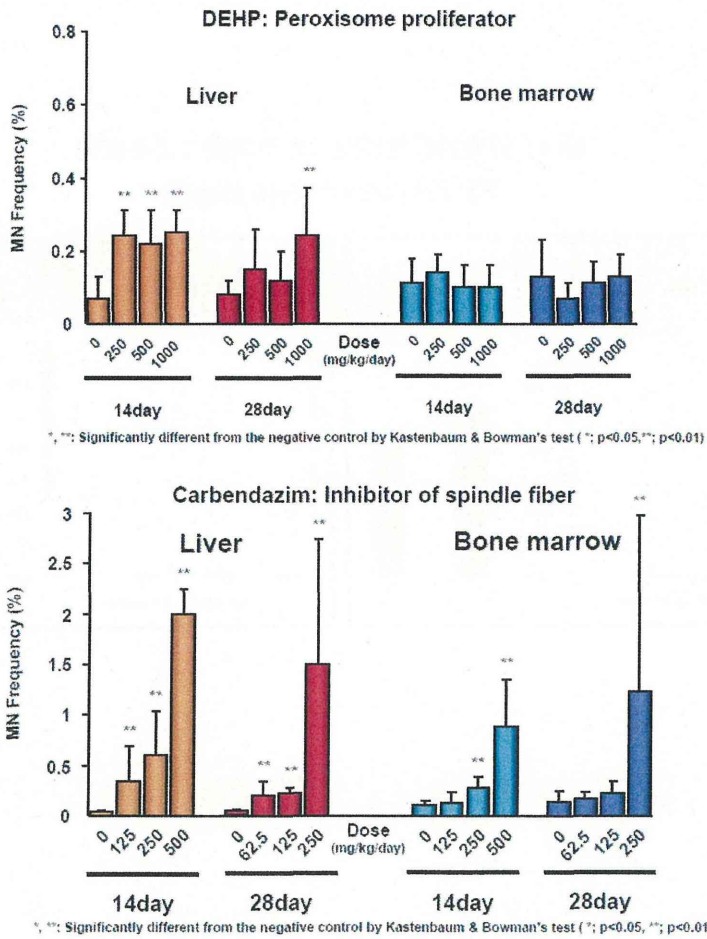 DEHP: Peroxisome proliferator
0.8
0.6
0.4
0.2
0
MN Frequency (%)
Liver
Bone marrow
** ** **
**
0 250 500 1000
0 250 500 1000
Dose
(mg/kg/day)
0 250 500 1000
0 250 500 1000
14day
28day
14day
28day
*, **: Significantly different from the negative control by Kastenbaum & Bowman's test ( *; p<0.05,**; p<0.01)
Carbendazim: Inhibitor of spindle fiber
3
2.5
2
1.5
1
0.5
0
MN Frequency (%)
Liver
Bone marrow
** ** **
** ** **
** **
**
0 125 250 500
0 62.5 125 250
Dose
(mg/kg/day)
0 125 250 500
0 62.5 125 250
14day
28day
14day
28day
*, **: Significantly different from the negative control by Kastenbaum & Bowman's test ( *; p<0.05, **; p<0.01